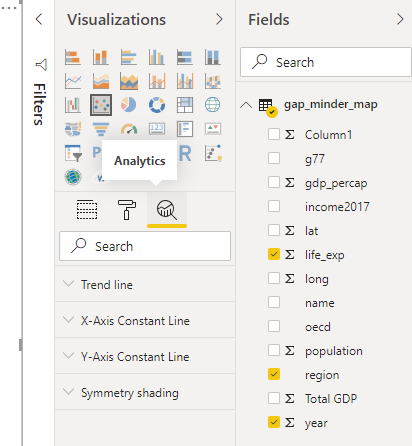 Visualizations
Analytics
Search
Trend line
X-Axis Constant Line
Y-Axis Constant Line
Symmetry shading
Filters
Fields
Search
gap_minder_map
Column1
g77
gdp_percap
income2017
lat
life_exp
long
name
oecd
population
region
Total GDP
year